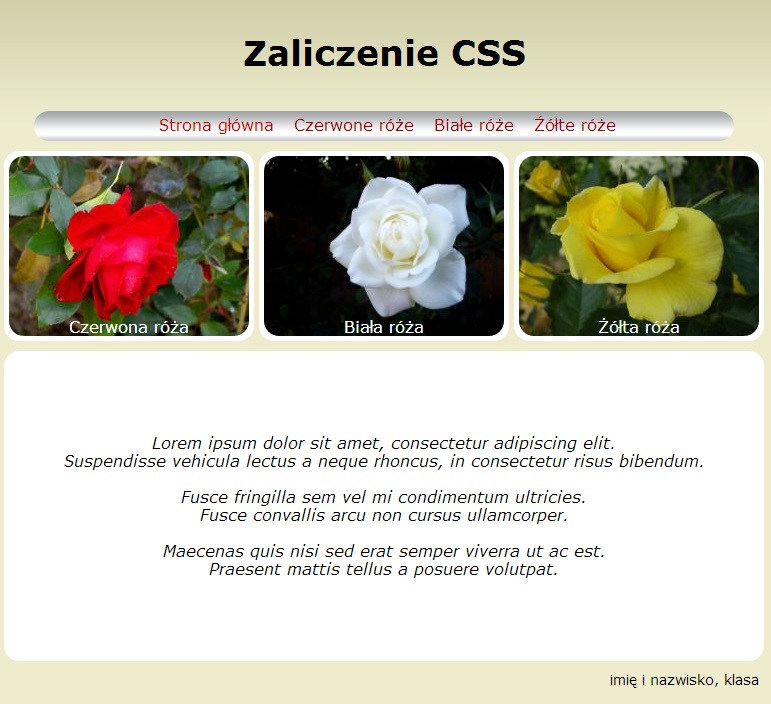 Zaliczenie CSS
Strona główna Czerwone róże Białe róże Źółte róże
Czerwona róża
Biała róża
Żółta róża
Lorem ipsum dolor sit amet, consectetur adipiscing elit.
Suspendisse vehicula lectus a neque rhoncus, in consectetur risus bibendum.
Fusce fringilla sem vel mi condimentum ultricies.
Fusce convallis arcu non cursus ullamcorper.
Maecenas quis nisi sed erat semper viverra ut ac est.
Praesent mattis tellus a posuere volutpat.
imię i nazwisko, klasa